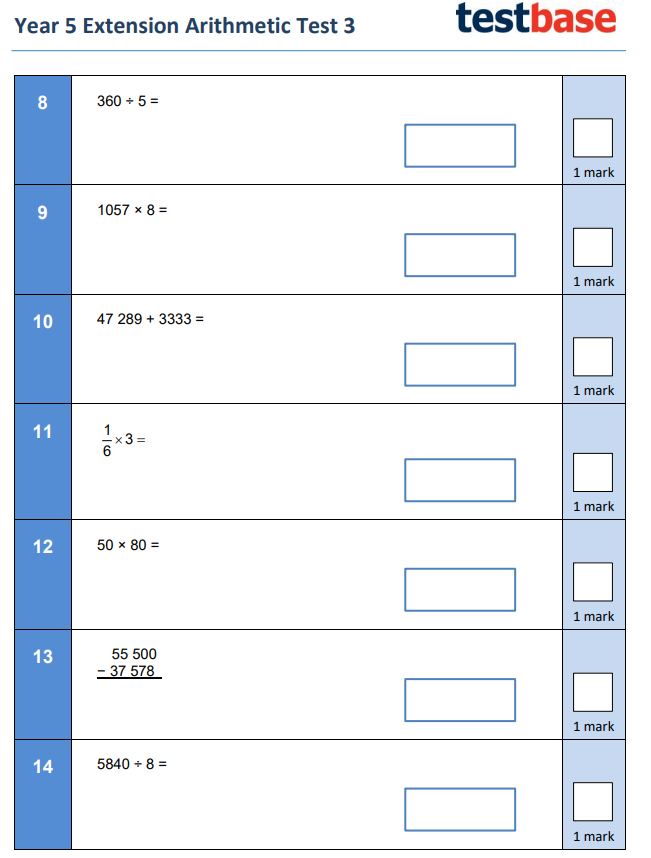 Year 5 Extension Arithmetic Test 3
testbase
8
360 ÷ 5 =
1 mark
9
1057 × 8 =
1 mark
10
47 289 + 3333 =
1 mark
11
1
6
× 3 =
1 mark
12
50 × 80 =
1 mark
13
55 500
− 37 578
1 mark
14
5840 ÷ 8 =
1 mark